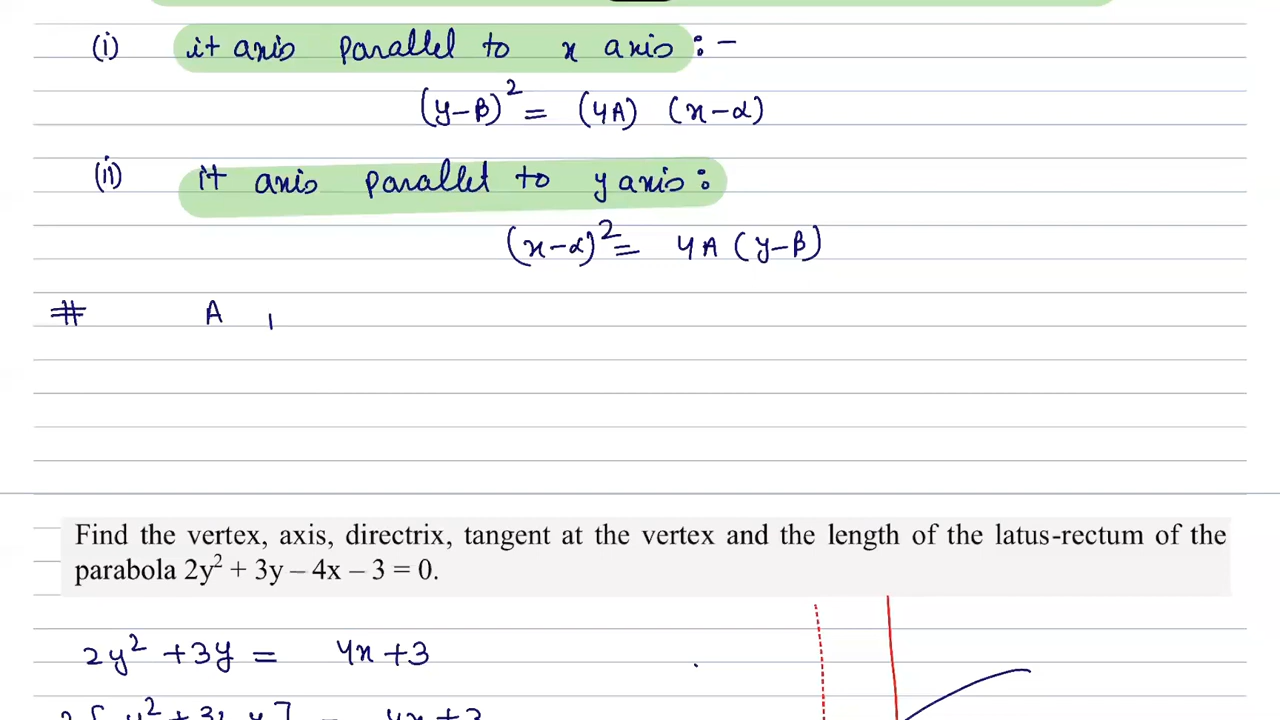 (i) it axis parallel to x axis :-
(y-β)² = (4A) (x-α)
(ii) it axis parallel to y axis :
(x-α)² = 4A (y-β)
# A
Find the vertex, axis, directrix, tangent at the vertex and the length of the latus-rectum of the
parabola 2y² + 3y – 4x – 3 = 0.
2y² + 3y = 4x + 3